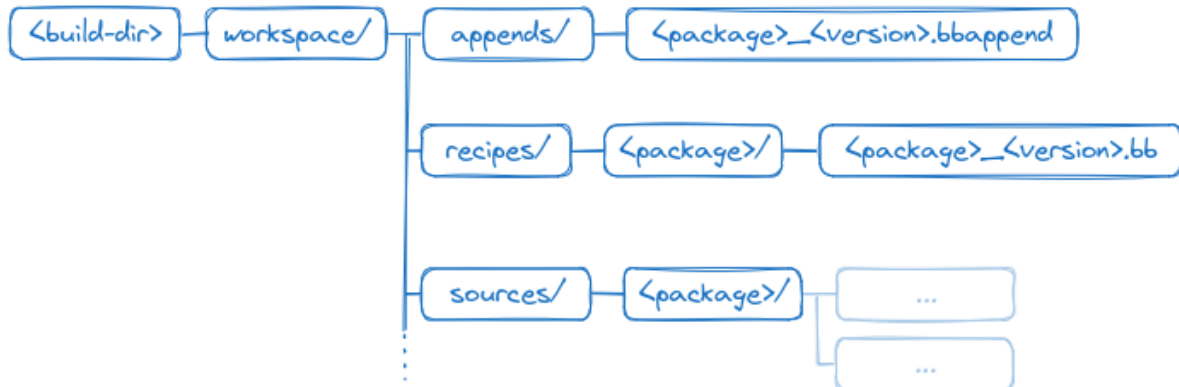 <build-dir> workspace/ appends/ <package>_<version>.bbappend
recipes/ <package>/ <package>_<version>.bb
sources/ <package>/ ...
...